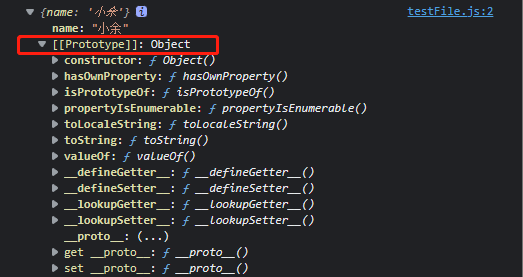 {name: '小余'} i testFile.js:2
name: "小余"
[[Prototype]]: Object
constructor: ƒ Object()
hasOwnProperty: ƒ hasOwnProperty()
isPrototypeOf: ƒ isPrototypeOf()
propertyIsEnumerable: ƒ propertyIsEnumerable()
toLocaleString: ƒ toLocaleString()
toString: ƒ toString()
valueOf: ƒ valueOf()
__defineGetter__: ƒ __defineGetter__()
__defineSetter__: ƒ __defineSetter__()
__lookupGetter__: ƒ __lookupGetter__()
__lookupSetter__: ƒ __lookupSetter__()
__proto__: (...)
get __proto__: ƒ __proto__()
set __proto__: ƒ __proto__()